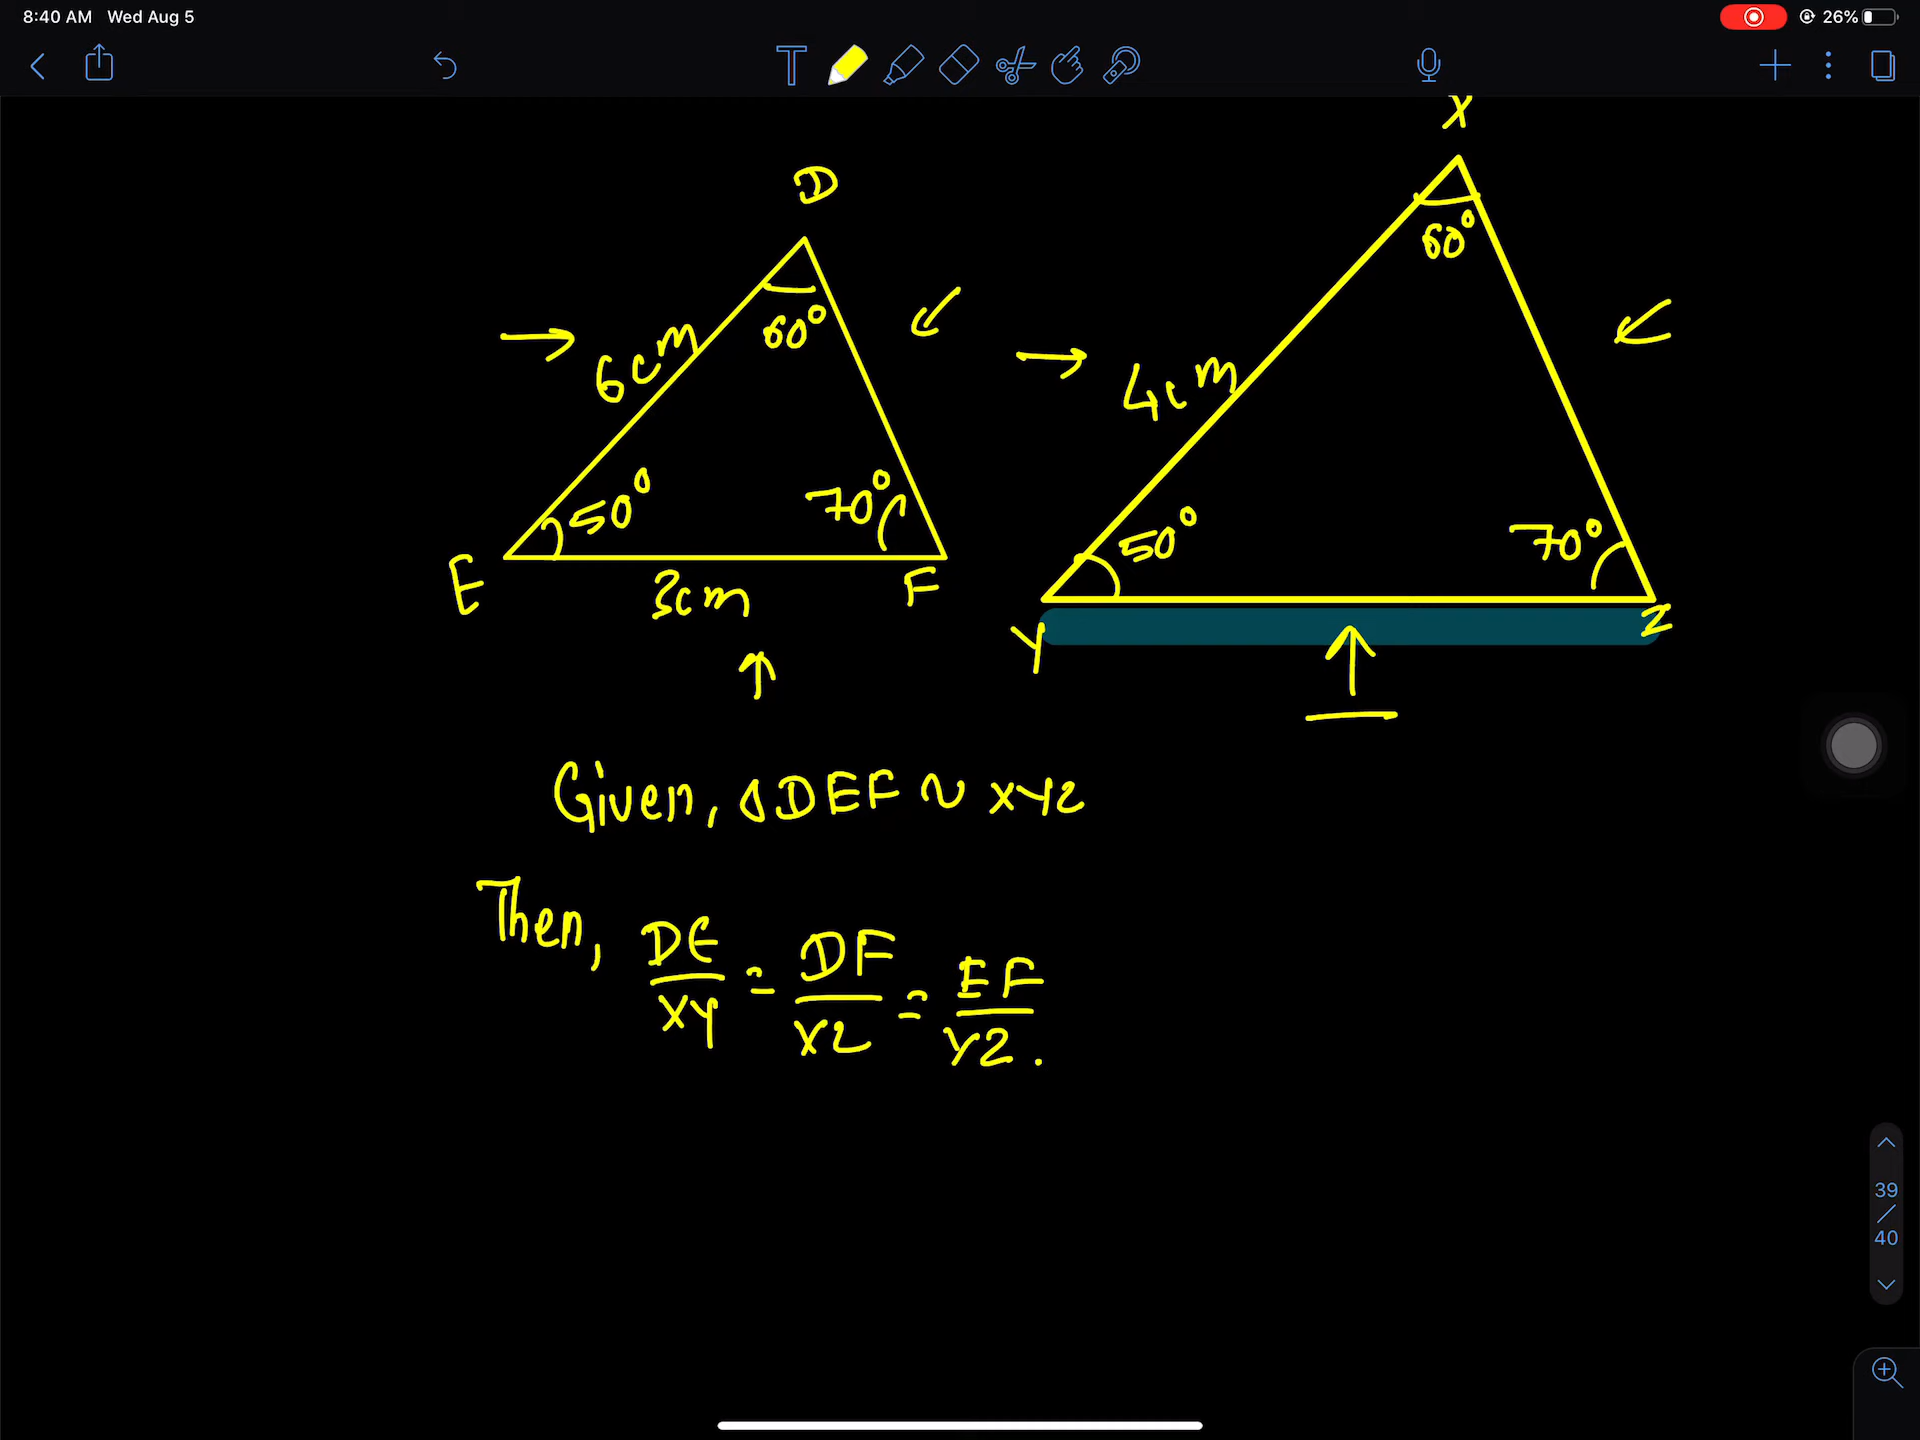 8:40 AM Wed Aug 5
26%
T
X
D
60°
60°
6cm
4cm
50°
70°
50°
70°
E
3cm
F
Y
Z
Given, ΔDEF ~ XYZ
Then, DE/XY = DF/XZ = EF/YZ.
39
/
40